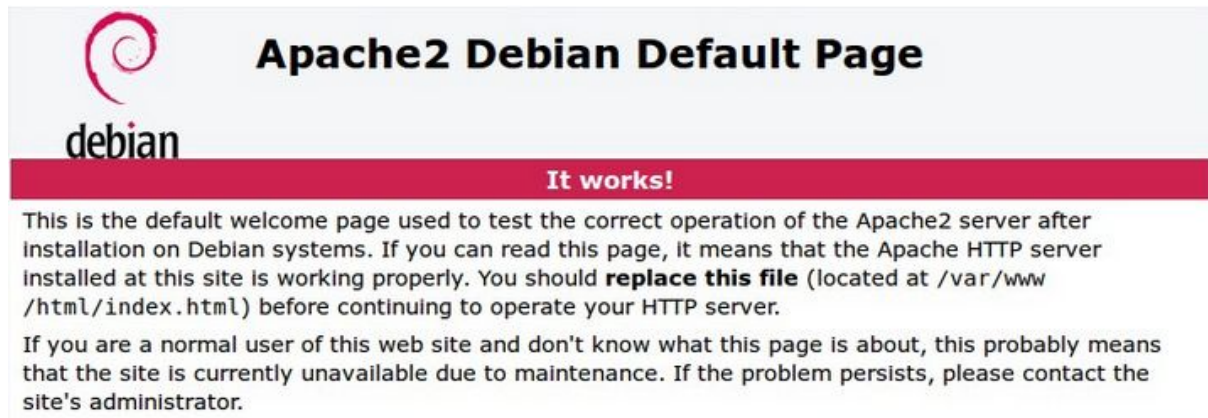 Apache2 Debian Default Page
debian
It works!
This is the default welcome page used to test the correct operation of the Apache2 server after
installation on Debian systems. If you can read this page, it means that the Apache HTTP server
installed at this site is working properly. You should replace this file (located at /var/www
/html/index.html) before continuing to operate your HTTP server.
If you are a normal user of this web site and don't know what this page is about, this probably means
that the site is currently unavailable due to maintenance. If the problem persists, please contact the
site's administrator.